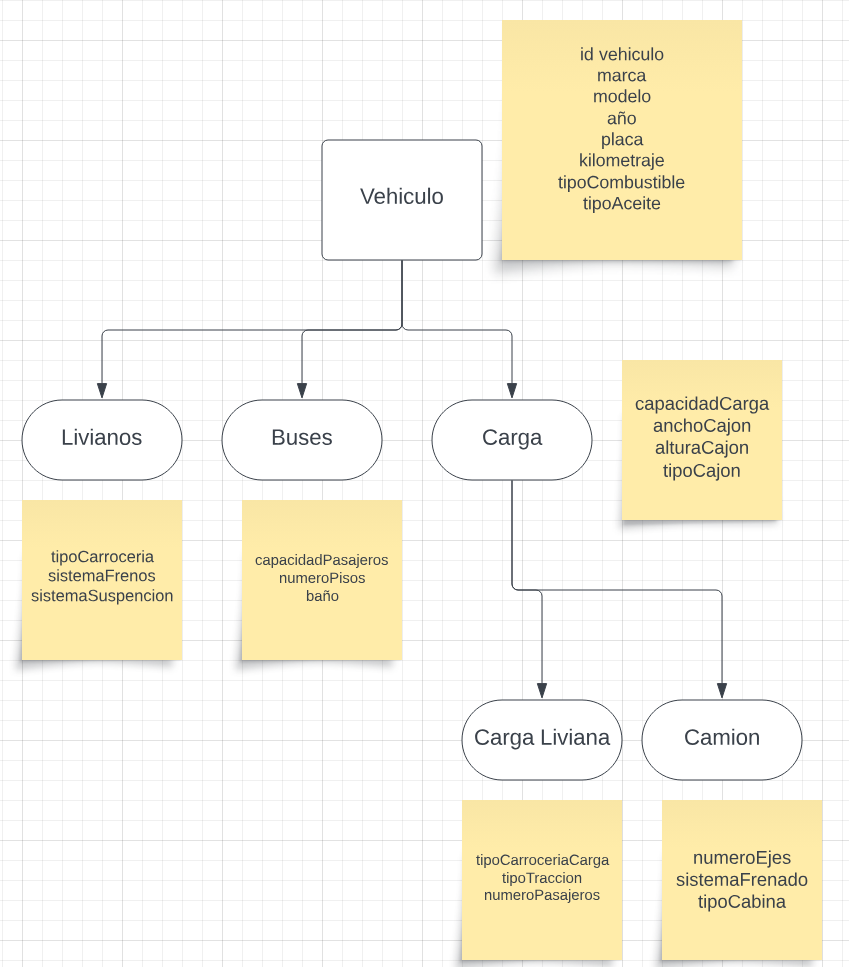 id vehiculo
marca
modelo
año
placa
kilometraje
tipoCombustible
tipoAceite
Vehiculo
Livianos
Buses
Carga
capacidadCarga
anchoCajon
alturaCajon
tipoCajon
tipoCarroceria
sistemaFrenos
sistemaSuspencion
capacidadPasajeros
numeroPisos
baño
Carga Liviana
Camion
tipoCarroceriaCarga
tipoTraccion
numeroPasajeros
numeroEjes
sistemaFrenado
tipoCabina